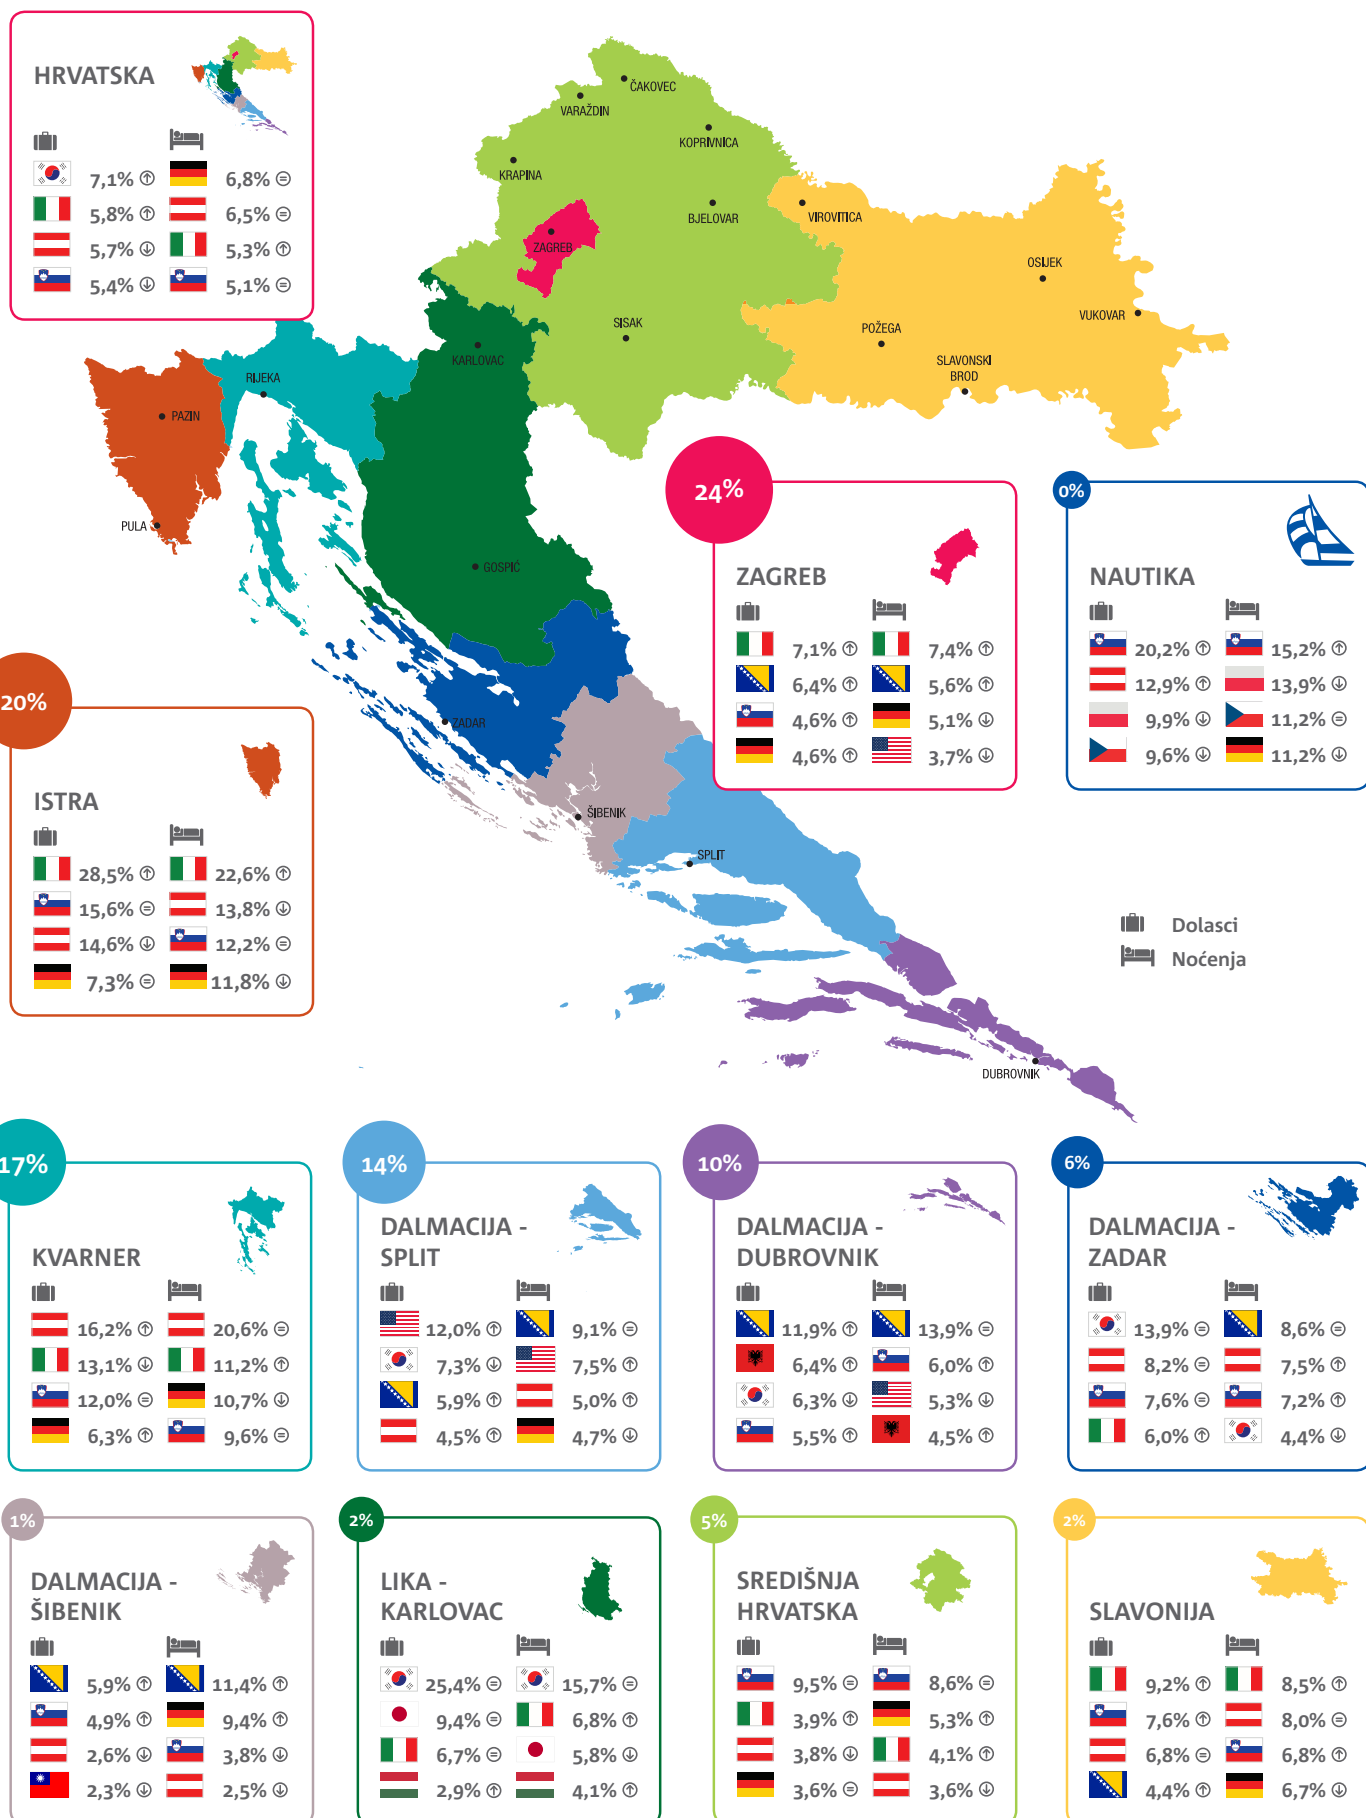 HRVATSKA
7,1% 6,8%
5,8% 6,5%
5,7% 5,3%
5,4% 5,1%
ČAKOVEC
VARAŽDIN
KOPRIVNICA
KRAPINA
BJELOVAR
VIROVITICA
ZAGREB
OSIJEK
VUKOVAR
SISAK
POŽEGA
KARLOVAC
SLAVONSKI
BROD
RIJEKA
PAZIN
PULA
GOSPIĆ
ZADAR
ŠIBENIK
SPLIT
DUBROVNIK
24%
ZAGREB
7,1% 7,4%
6,4% 5,6%
4,6% 5,1%
4,6% 3,7%
0%
NAUTIKA
20,2% 15,2%
12,9% 13,9%
9,9% 11,2%
9,6% 11,2%
20%
ISTRA
28,5% 22,6%
15,6% 13,8%
14,6% 12,2%
7,3% 11,8%
Dolasci
Noćenja
17%
KVARNER
16,2% 20,6%
13,1% 11,2%
12,0% 10,7%
6,3% 9,6%
14%
DALMACIJA -
SPLIT
12,0% 9,1%
7,3% 7,5%
5,9% 5,0%
4,5% 4,7%
10%
DALMACIJA -
DUBROVNIK
11,9% 13,9%
6,4% 6,0%
6,3% 5,3%
5,5% 4,5%
6%
DALMACIJA -
ZADAR
13,9% 8,6%
8,2% 7,5%
7,6% 7,2%
6,0% 4,4%
1%
DALMACIJA -
ŠIBENIK
5,9% 11,4%
4,9% 9,4%
2,6% 3,8%
2,3% 2,5%
2%
LIKA -
KARLOVAC
25,4% 15,7%
9,4% 6,8%
6,7% 5,8%
2,9% 4,1%
5%
SREDIŠNJA
HRVATSKA
9,5% 8,6%
3,9% 5,3%
3,8% 4,1%
3,6% 3,6%
2%
SLAVONIJA
9,2% 8,5%
7,6% 8,0%
6,8% 6,8%
4,4% 6,7%